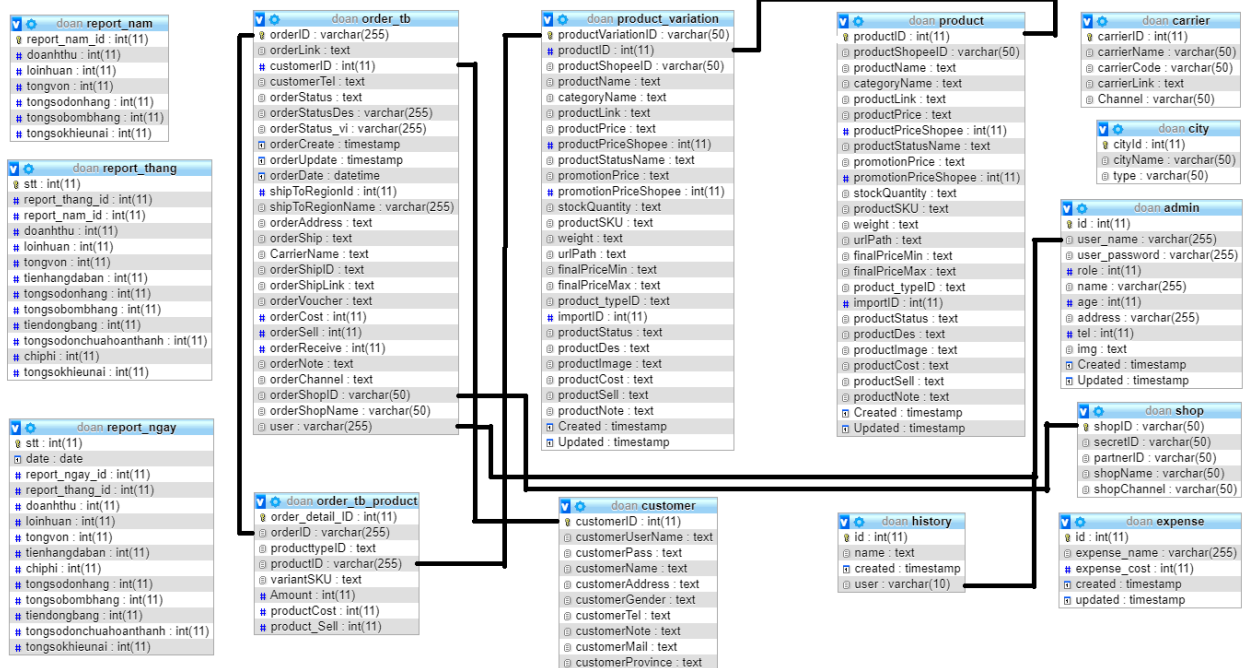 doan report_nam
report_nam_id : int(11)
doanhthu : int(11)
loinhuan : int(11)
tongvon : int(11)
tongsodonhang : int(11)
tongsobombhang : int(11)
tongsokhieunai : int(11)
doan report_thang
stt : int(11)
report_thang_id : int(11)
report_nam_id : int(11)
doanhthu : int(11)
loinhuan : int(11)
tongvon : int(11)
tienhangdaban : int(11)
tongsodonhang : int(11)
tongsobombhang : int(11)
tiendongbang : int(11)
tongsodonchuahoanthanh : int(11)
chiphi : int(11)
tongsokhieunai : int(11)
doan report_ngay
stt : int(11)
date : date
report_ngay_id : int(11)
report_thang_id : int(11)
doanhthu : int(11)
loinhuan : int(11)
tongvon : int(11)
tienhangdaban : int(11)
chiphi : int(11)
tongsodonhang : int(11)
tongsobombhang : int(11)
tiendongbang : int(11)
tongsodonchuahoanthanh : int(11)
tongsokhieunai : int(11)
doan order_tb
orderID : varchar(255)
orderLink : text
customerID : int(11)
customerTel : text
orderStatus : text
orderStatusDes : varchar(255)
orderStatus_vi : varchar(255)
orderCreate : timestamp
orderUpdate : timestamp
orderDate : datetime
shipToRegionId : int(11)
shipToRegionName : varchar(255)
orderAddress : text
orderShip : text
CarrierName : text
orderShipID : text
orderShipLink : text
orderVoucher : text
orderCost : int(11)
orderSell : int(11)
orderReceive : int(11)
orderNote : text
orderChannel : text
orderShopID : varchar(50)
orderShopName : varchar(50)
user : varchar(255)
doan order_tb_product
order_detail_ID : int(11)
orderID : varchar(255)
producttypeID : text
productID : varchar(255)
variantSKU : text
Amount : int(11)
productCost : int(11)
product_Sell : int(11)
doan product_variation
productVariationID : varchar(50)
productID : int(11)
productShopeeID : varchar(50)
productName : text
categoryName : text
productLink : text
productPrice : text
productPriceShopee : int(11)
productStatusName : text
promotionPrice : text
promotionPriceShopee : int(11)
stockQuantity : text
productSKU : text
weight : text
urlPath : text
finalPriceMin : text
finalPriceMax : text
product_typeID : text
importID : int(11)
productStatus : text
productDes : text
productImage : text
productCost : text
productSell : text
productNote : text
Created : timestamp
Updated : timestamp
doan customer
customerID : int(11)
customerUserName : text
customerPass : text
customerName : text
customerAddress : text
customerGender : text
customerTel : text
customerNote : text
customerMail : text
customerProvince : text
doan product
productID : int(11)
productShopeeID : varchar(50)
productName : text
categoryName : text
productLink : text
productPrice : text
productPriceShopee : int(11)
productStatusName : text
promotionPrice : text
promotionPriceShopee : int(11)
stockQuantity : text
productSKU : text
weight : text
urlPath : text
finalPriceMin : text
finalPriceMax : text
product_typeID : text
importID : int(11)
productStatus : text
productDes : text
productImage : text
productCost : text
productSell : text
productNote : text
Created : timestamp
Updated : timestamp
doan history
id : int(11)
name : text
created : timestamp
user : varchar(10)
doan carrier
carrierID : int(11)
carrierName : varchar(50)
carrierCode : varchar(50)
carrierLink : text
Channel : varchar(50)
doan city
cityId : int(11)
cityName : varchar(50)
type : varchar(50)
doan admin
id : int(11)
user_name : varchar(255)
user_password : varchar(255)
role : int(11)
name : varchar(255)
age : int(11)
address : varchar(255)
tel : int(11)
img : text
Created : timestamp
Updated : timestamp
doan shop
shopID : varchar(50)
secretID : varchar(50)
partnerID : varchar(50)
shopName : varchar(50)
shopChannel : varchar(50)
doan expense
id : int(11)
expense_name : varchar(255)
expense_cost : int(11)
created : timestamp
updated : timestamp